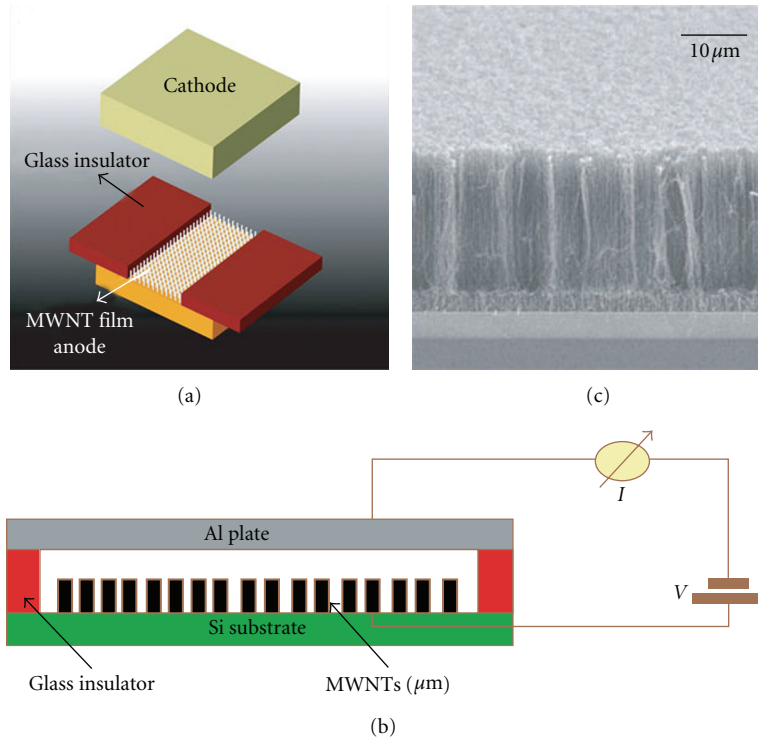 Cathode
Glass insulator
MWNT film
anode
(a)
10 μm
(c)
I
Al plate
V
Si substrate
Glass insulator
MWNTs (μm)
(b)